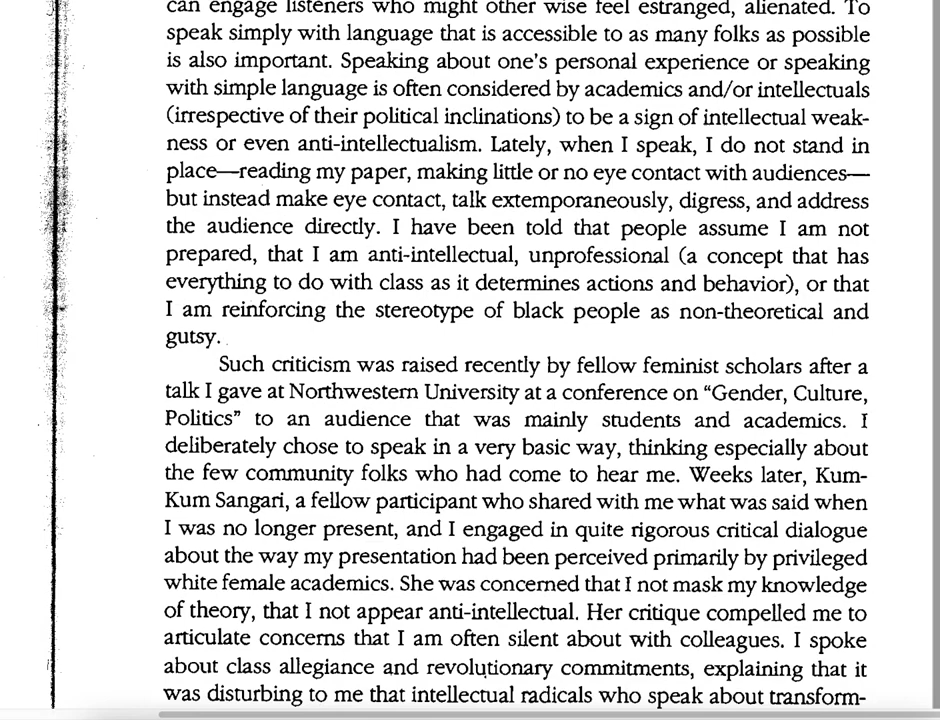 can engage listeners who might other wise feel estranged, alienated. To
speak simply with language that is accessible to as many folks as possible
is also important. Speaking about one's personal experience or speaking
with simple language is often considered by academics and/or intellectuals
(irrespective of their political inclinations) to be a sign of intellectual weak-
ness or even anti-intellectualism. Lately, when I speak, I do not stand in
place—reading my paper, making little or no eye contact with audiences—
but instead make eye contact, talk extemporaneously, digress, and address
the audience directly. I have been told that people assume I am not
prepared, that I am anti-intellectual, unprofessional (a concept that has
everything to do with class as it determines actions and behavior), or that
I am reinforcing the stereotype of black people as non-theoretical and
gutsy.
Such criticism was raised recently by fellow feminist scholars after a
talk I gave at Northwestern University at a conference on “Gender, Culture,
Politics” to an audience that was mainly students and academics. I
deliberately chose to speak in a very basic way, thinking especially about
the few community folks who had come to hear me. Weeks later, Kum-
Kum Sangari, a fellow participant who shared with me what was said when
I was no longer present, and I engaged in quite rigorous critical dialogue
about the way my presentation had been perceived primarily by privileged
white female academics. She was concerned that I not mask my knowledge
of theory, that I not appear anti-intellectual. Her critique compelled me to
articulate concerns that I am often silent about with colleagues. I spoke
about class allegiance and revolutionary commitments, explaining that it
was disturbing to me that intellectual radicals who speak about transform-